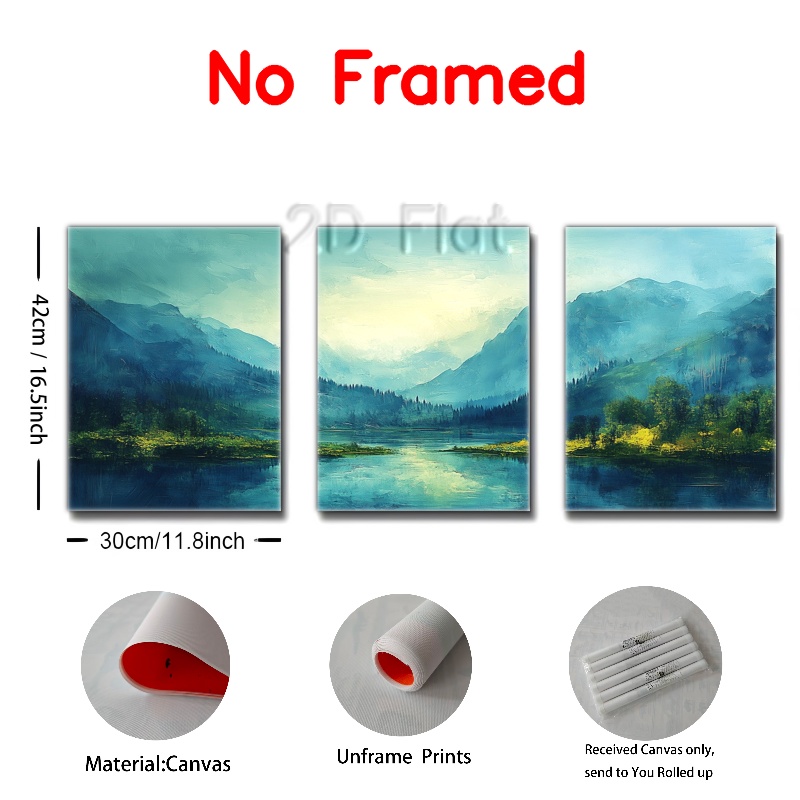 No Framed
2D Flat
42cm / 16.5inch
30cm/11.8inch
Material:Canvas
Unframe Prints
Received Canvas only,
send to You Rolled up